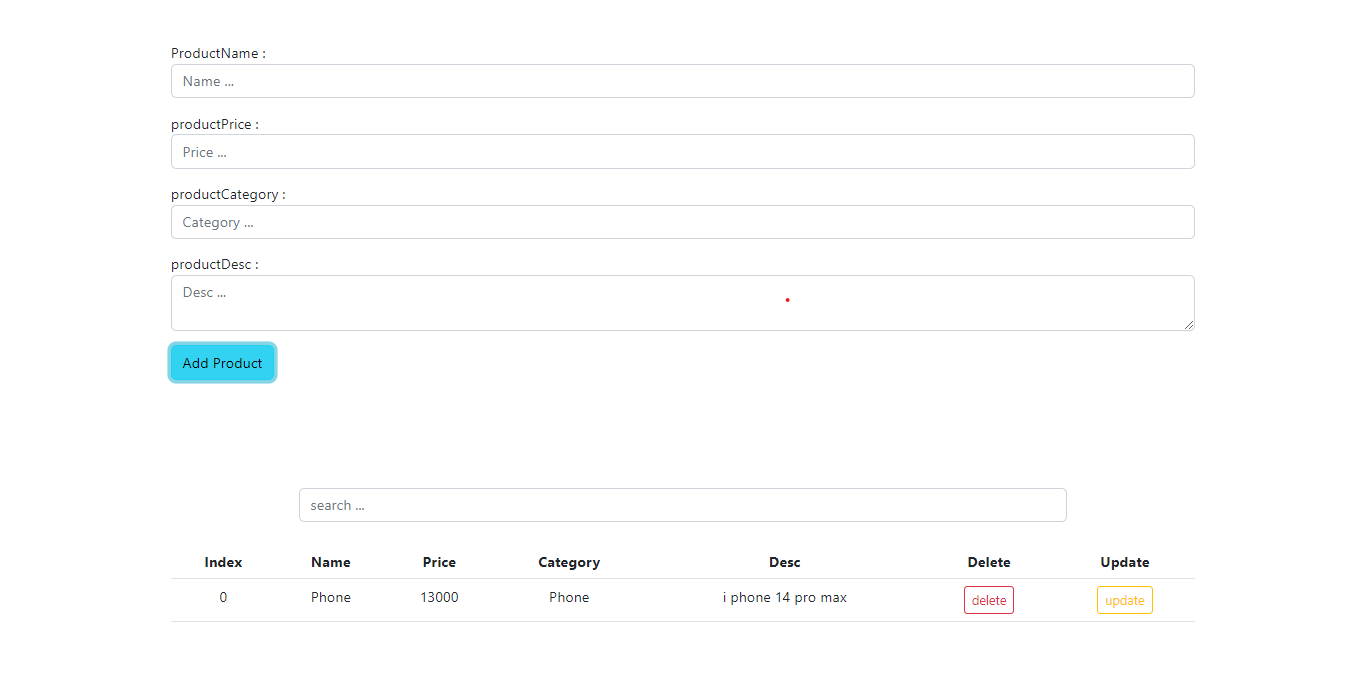 ProductName :
Name ...
productPrice :
Price ...
productCategory :
Category ...
productDesc :
Desc ...
Add Product
search ...
Index Name Price Category Desc Delete Update
0 Phone 13000 Phone i phone 14 pro max delete update